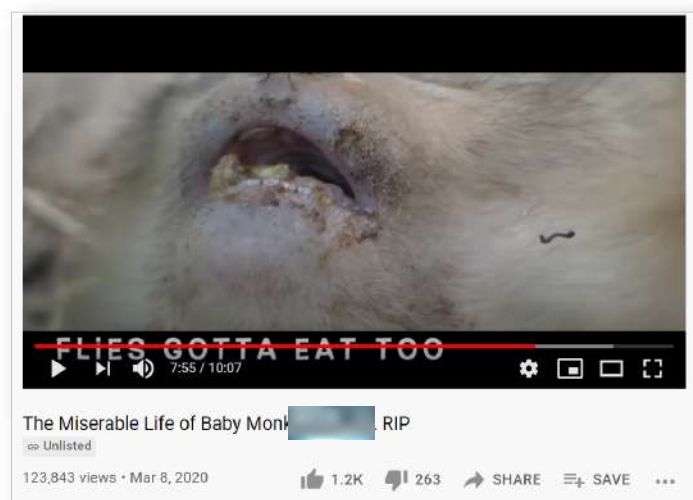 FLIES GOTTA EAT TOO
7:55 / 10:07
The Miserable Life of Baby Monk RIP
Unlisted
123,843 views • Mar 8, 2020
1.2K 263 SHARE SAVE